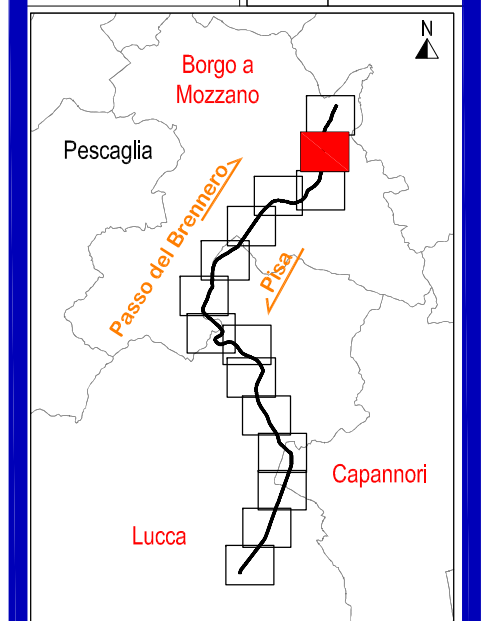 N
Borgo a
Mozzano
Pescaglia
Passo del Brennero
Pisa
Capannori
Lucca